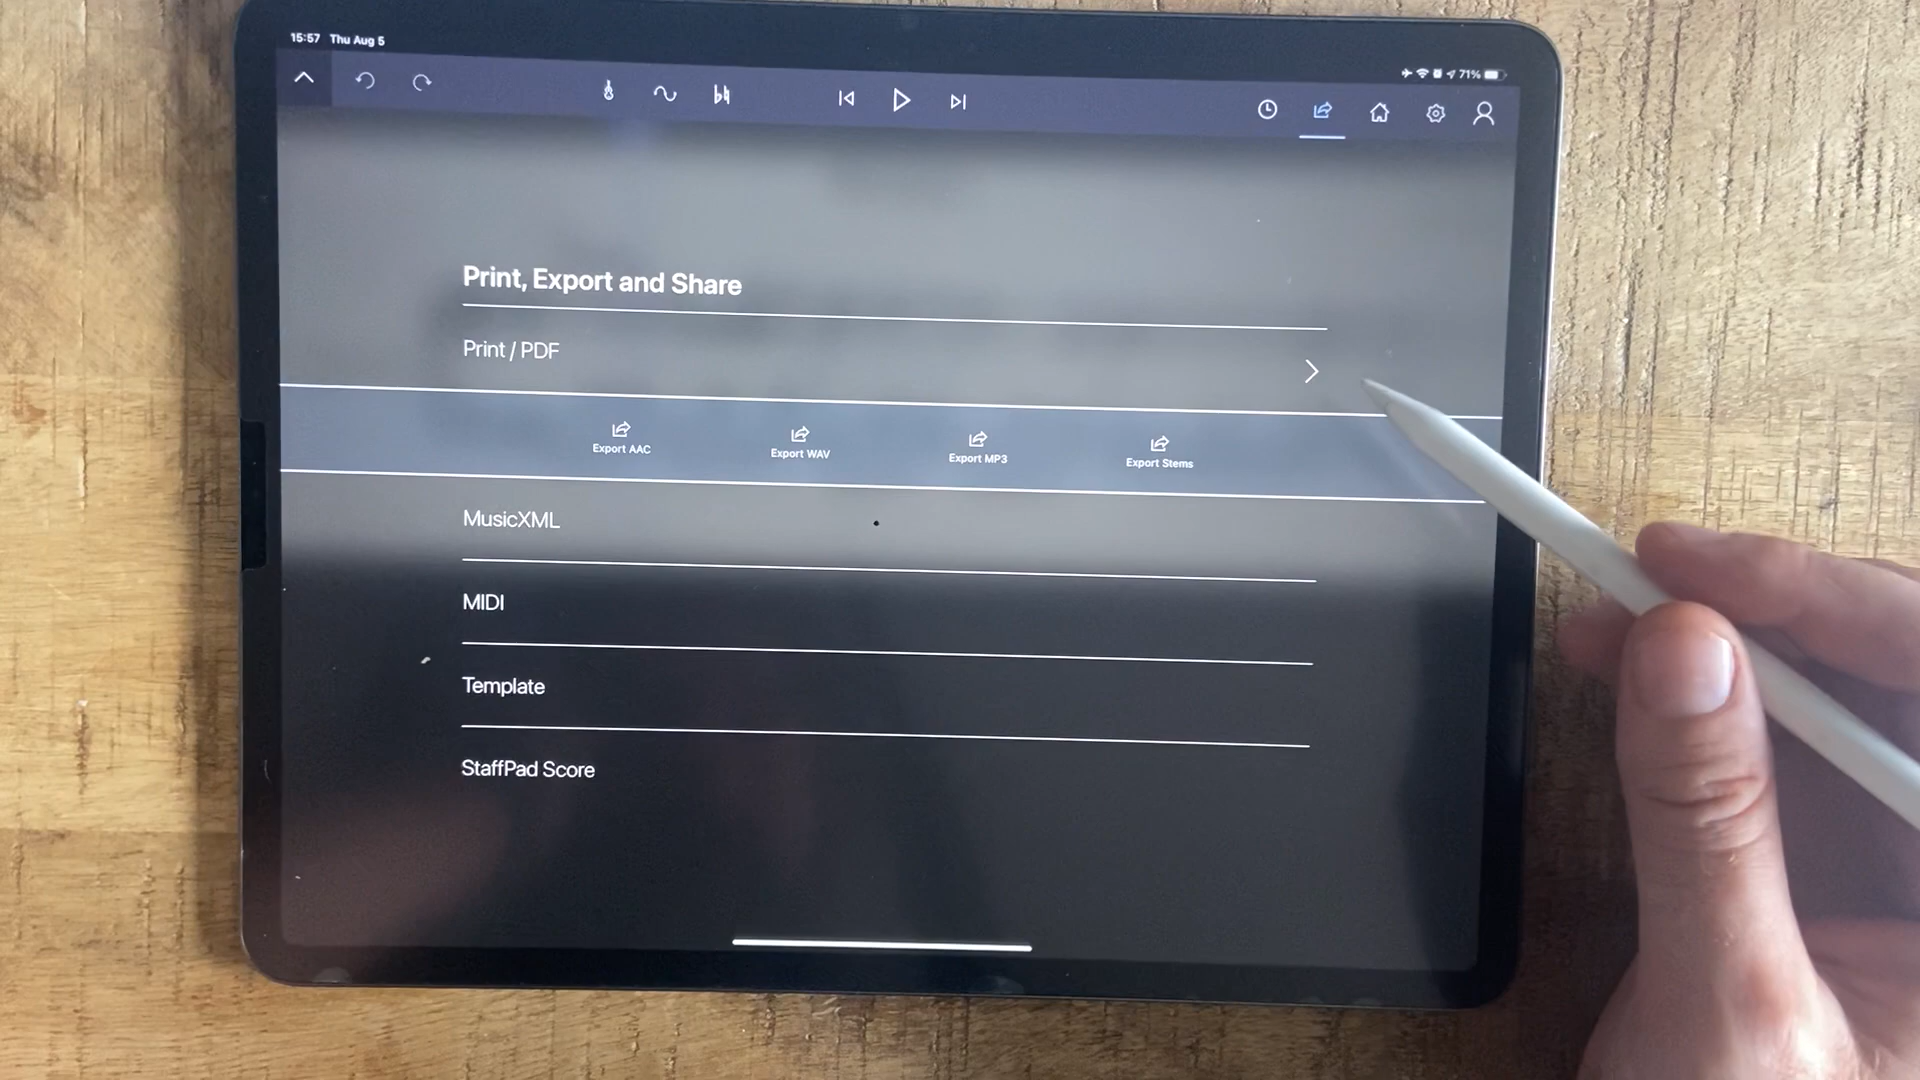 15:57 Thu Aug 5
71%
Print, Export and Share
Print / PDF
Export AAC
Export WAV
Export MP3
Export Stems
MusicXML
MIDI
Template
StaffPad Score